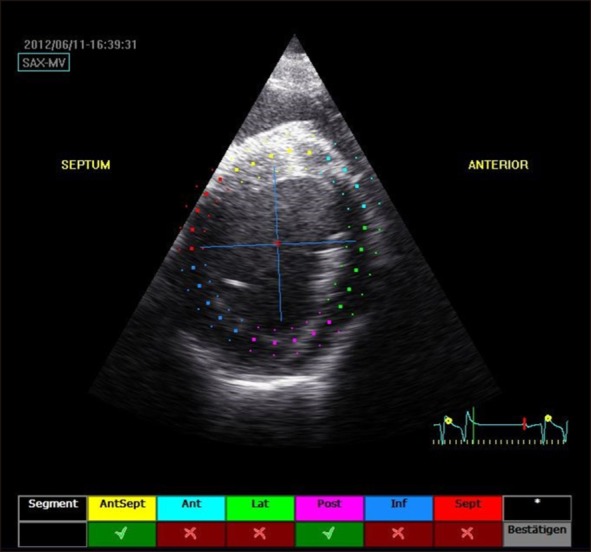 2012/06/11-16:39:31
SAX-MV
SEPTUM
ANTERIOR
Segment AntSept Ant Lat Post Inf Sept *
Bestätigen